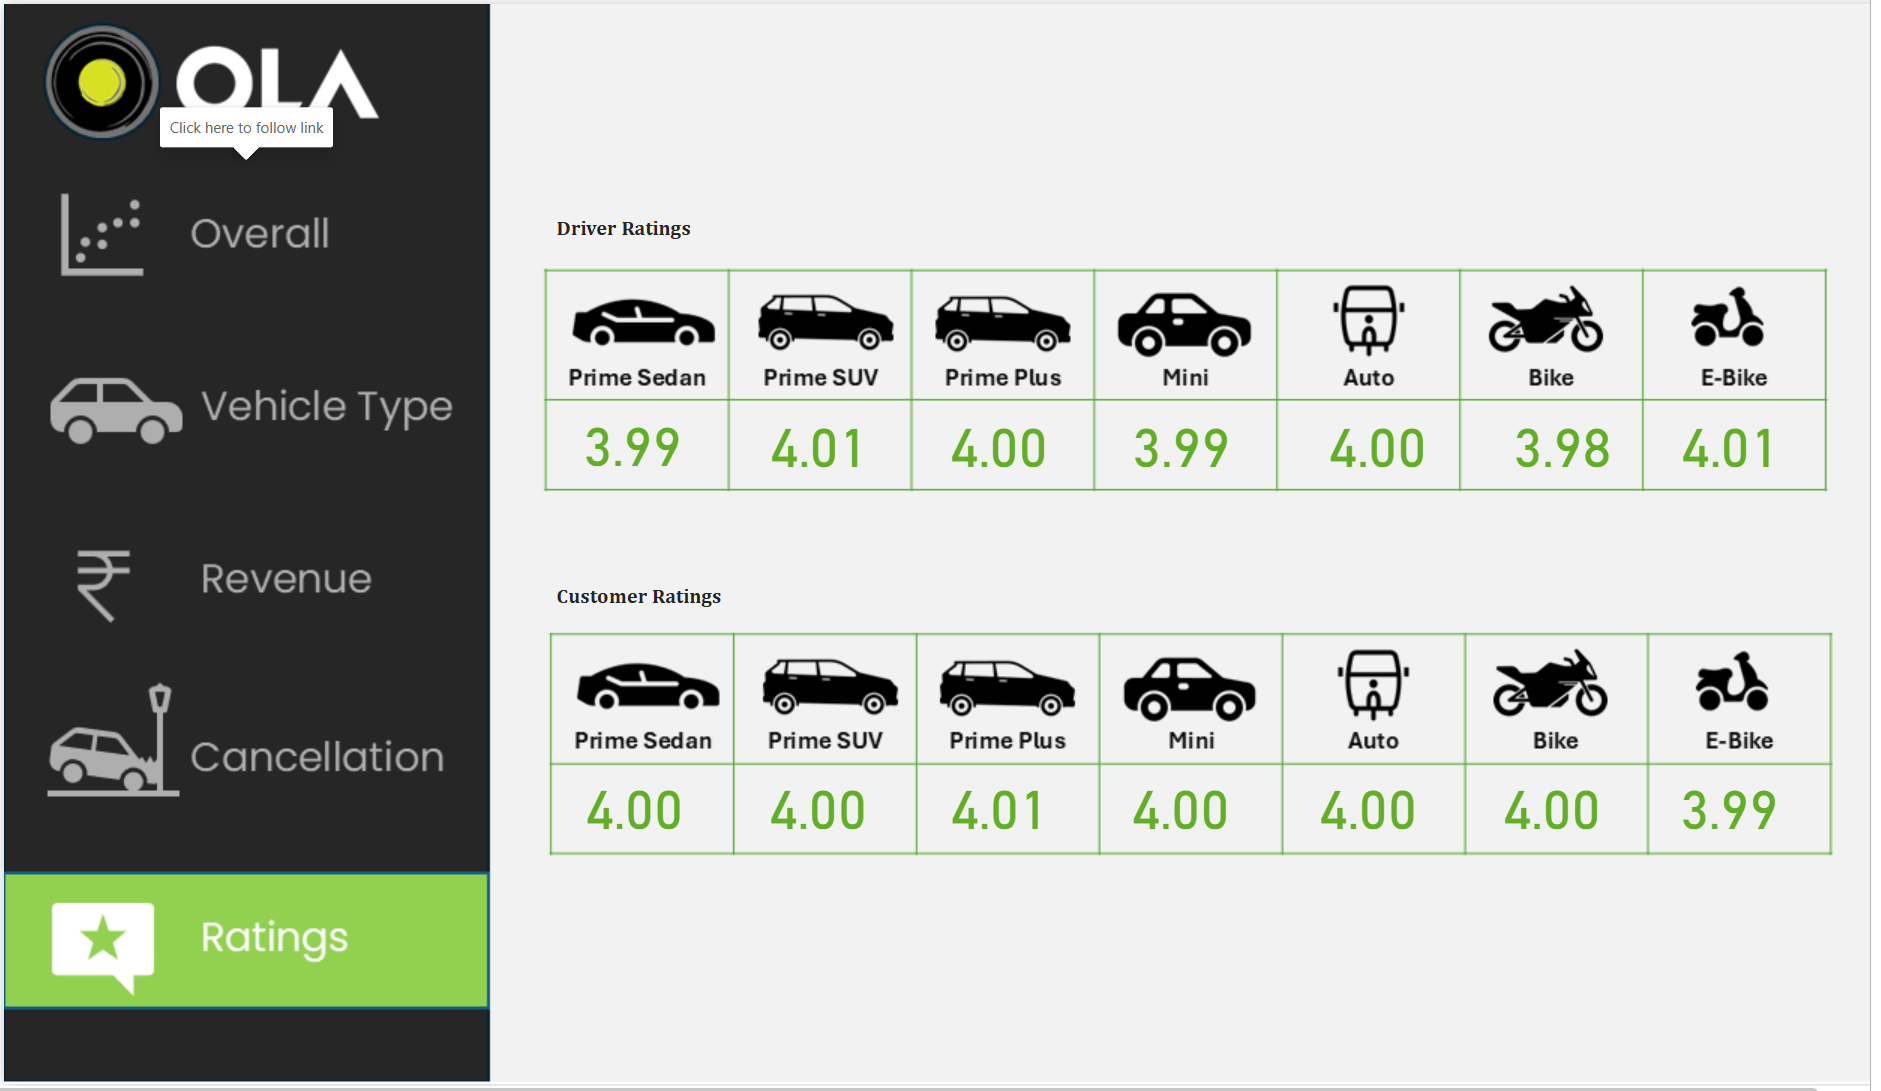 OLA
Click here to follow link
Overall
Vehicle Type
Revenue
Cancellation
Ratings
Driver Ratings
Prime Sedan Prime SUV Prime Plus Mini Auto Bike E-Bike
3.99 4.01 4.00 3.99 4.00 3.98 4.01
Customer Ratings
Prime Sedan Prime SUV Prime Plus Mini Auto Bike E-Bike
4.00 4.00 4.01 4.00 4.00 4.00 3.99